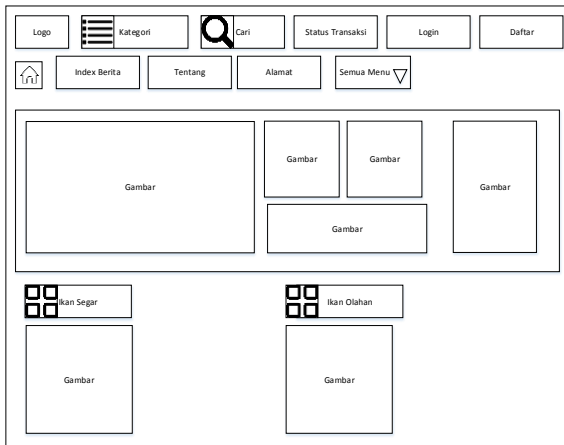 Logo
Kategori
Cari
Status Transaksi
Login
Daftar
Index Berita
Tentang
Alamat
Semua Menu
Gambar
Gambar
Gambar
Gambar
Gambar
Ikan Segar
Ikan Olahan
Gambar
Gambar